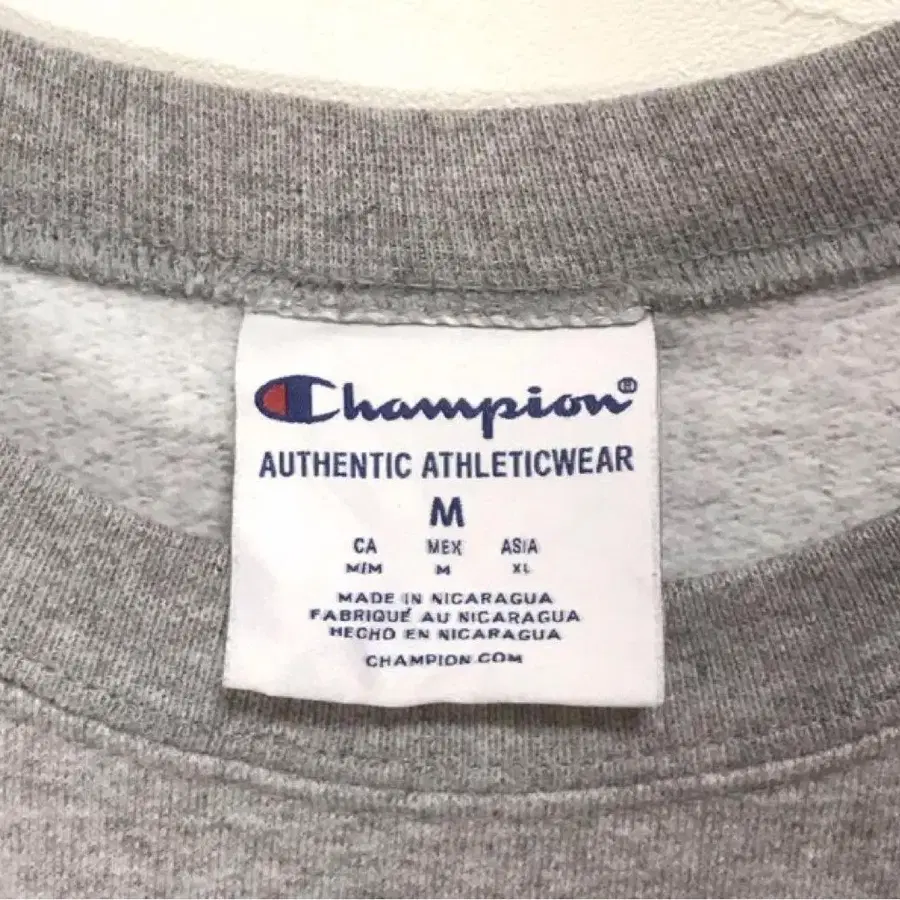 Champion®
AUTHENTIC ATHLETICWEAR
M
CA MEX ASIA
M/M M XL
MADE IN NICARAGUA
FABRIQUÉ AU NICARAGUA
HECHO EN NICARAGUA
CHAMPION.COM